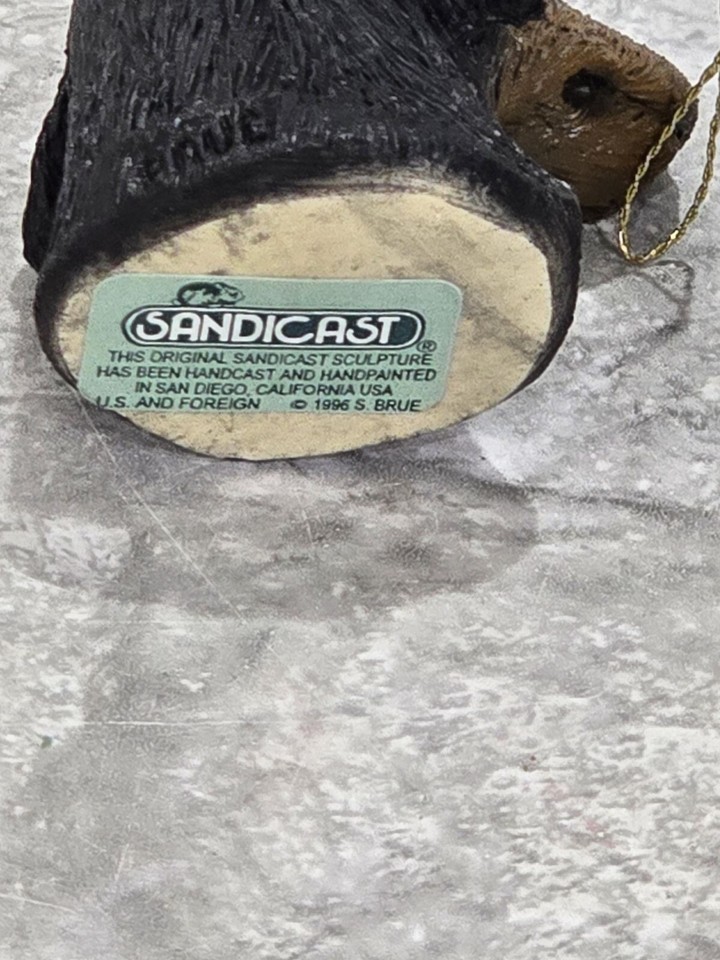 BRUE
SANDICAST®
THIS ORIGINAL SANDICAST SCULPTURE
HAS BEEN HANDCAST AND HANDPAINTED
IN SAN DIEGO, CALIFORNIA USA
U.S. AND FOREIGN © 1996 S. BRUE